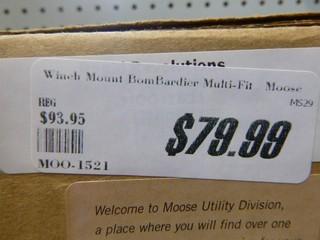 Winch Mount BomBardier Multi-Fit Moose
MS29
REG
$93.95
$79.99
MOO-1521
Welcome to Moose Utility Division,
a place where you will find over one